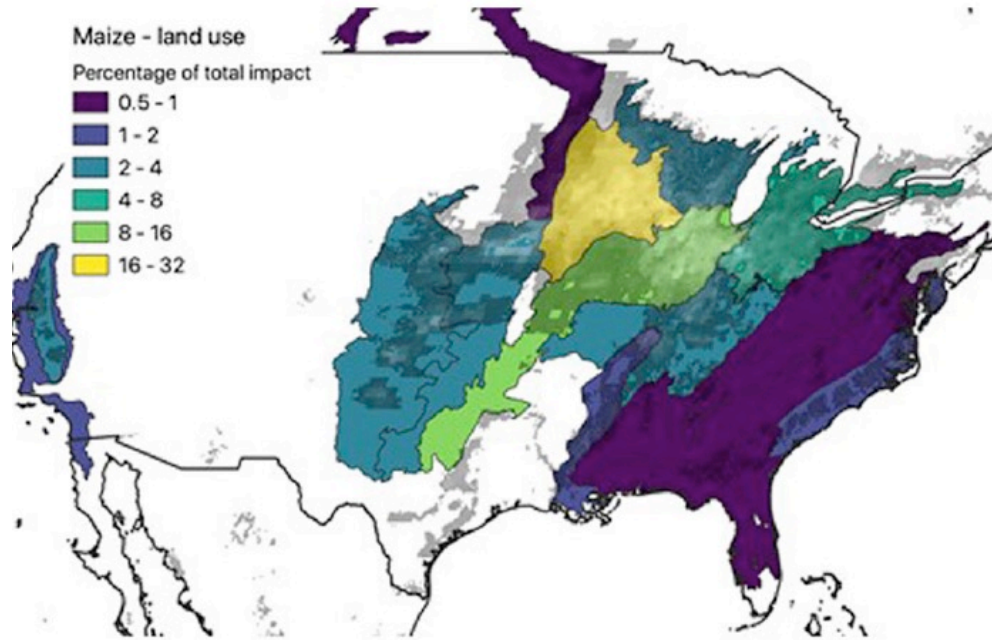 Maize - land use
Percentage of total impact
0.5 - 1
1 - 2
2 - 4
4 - 8
8 - 16
16 - 32